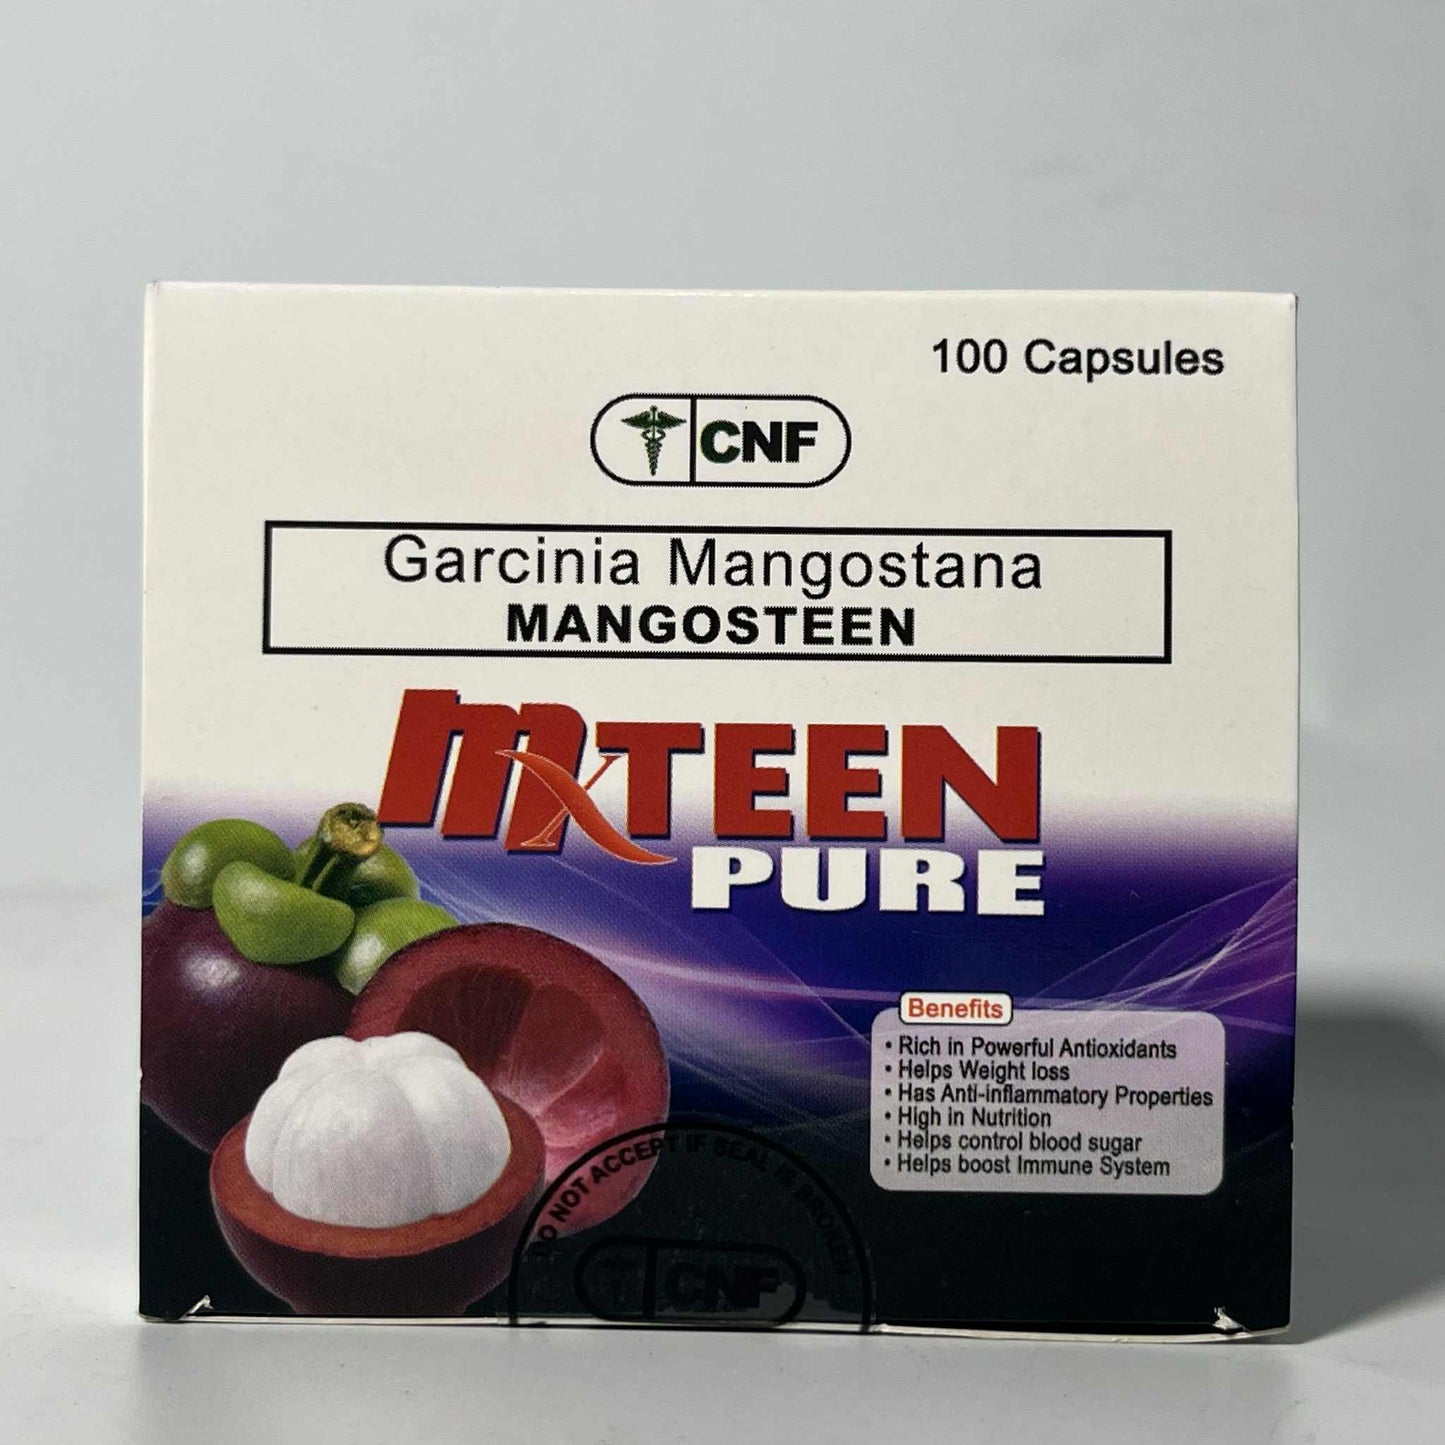 100 Capsules
CNF
Garcinia Mangostana
MANGOSTEEN
MxTEEN
PURE
Benefits
• Rich in Powerful Antioxidants
• Helps Weight loss
• Has Anti-inflammatory Properties
• High in Nutrition
• Helps control blood sugar
• Helps boost Immune System
DO NOT ACCEPT IF SEAL IS BROKEN
CNF